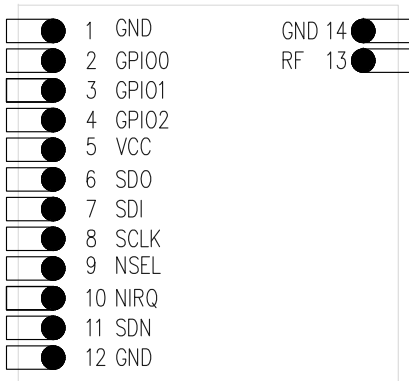 1 GND
2 GPIO0
3 GPIO1
4 GPIO2
5 VCC
6 SDO
7 SDI
8 SCLK
9 NSEL
10 NIRQ
11 SDN
12 GND
GND 14
RF 13